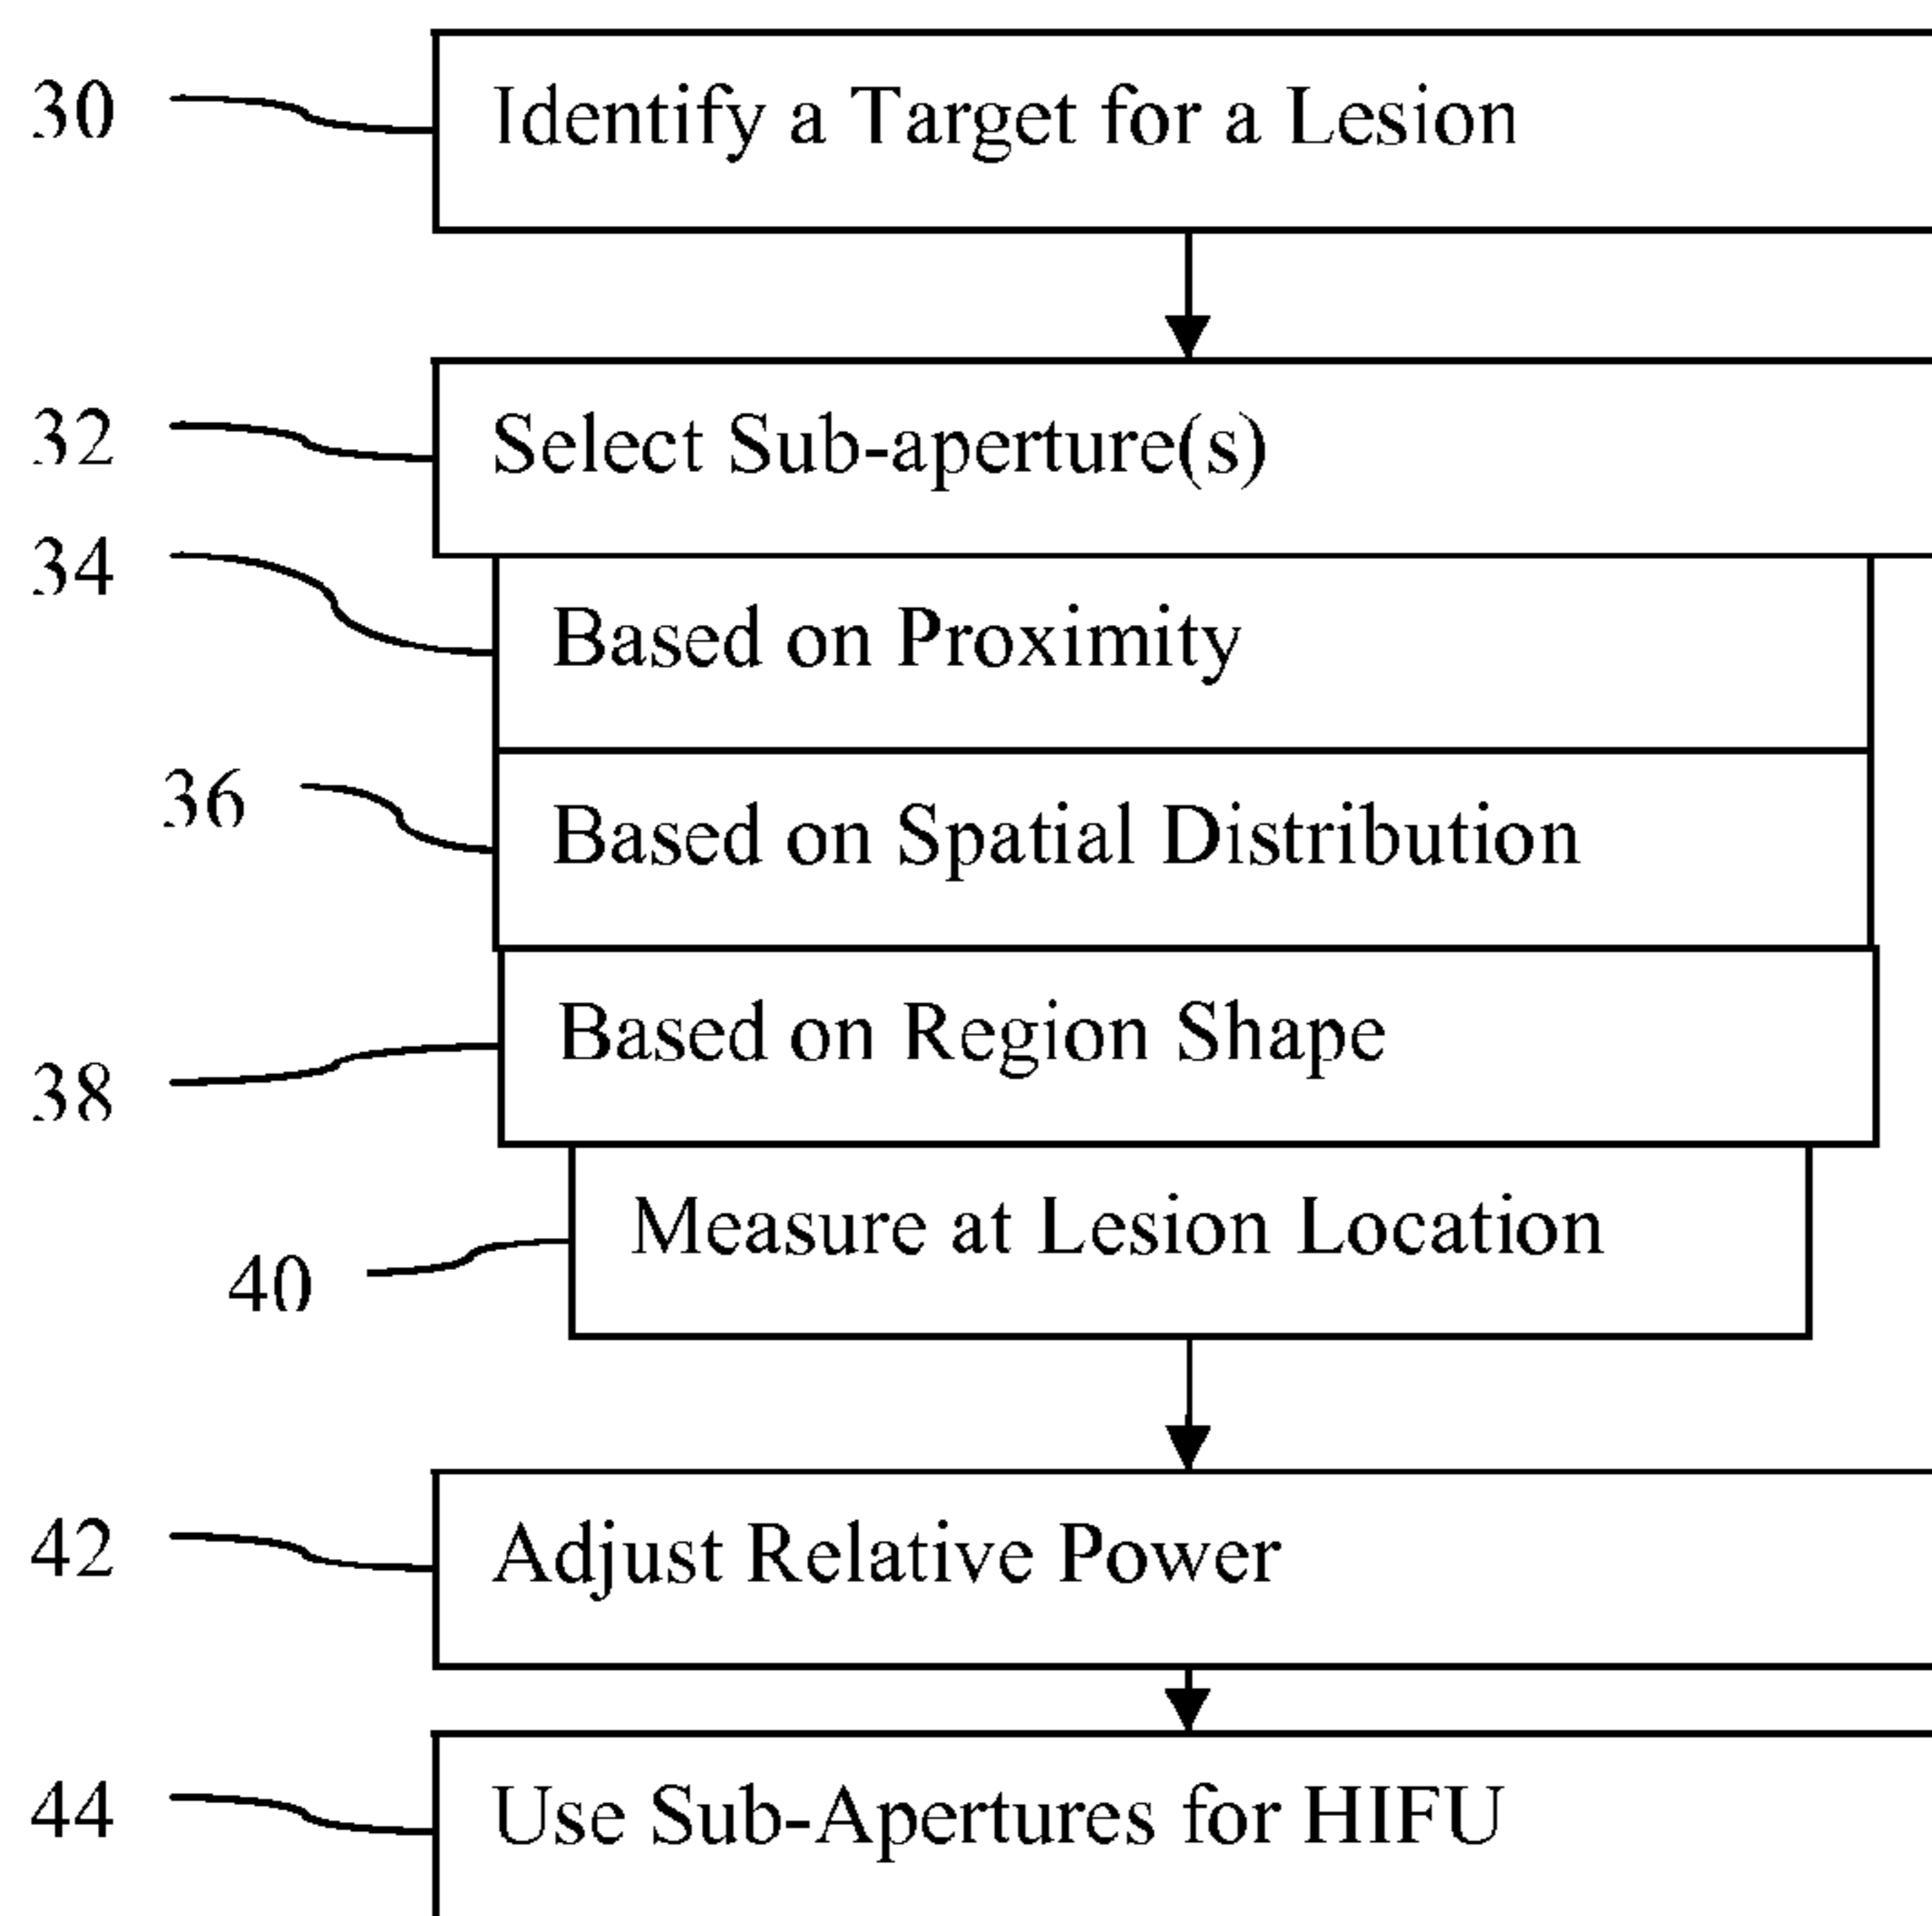 30 Identify a Target for a Lesion
32 Select Sub-aperture(s)
34 Based on Proximity
36 Based on Spatial Distribution
38 Based on Region Shape
40 Measure at Lesion Location
42 Adjust Relative Power
44 Use Sub-Apertures for HIFU